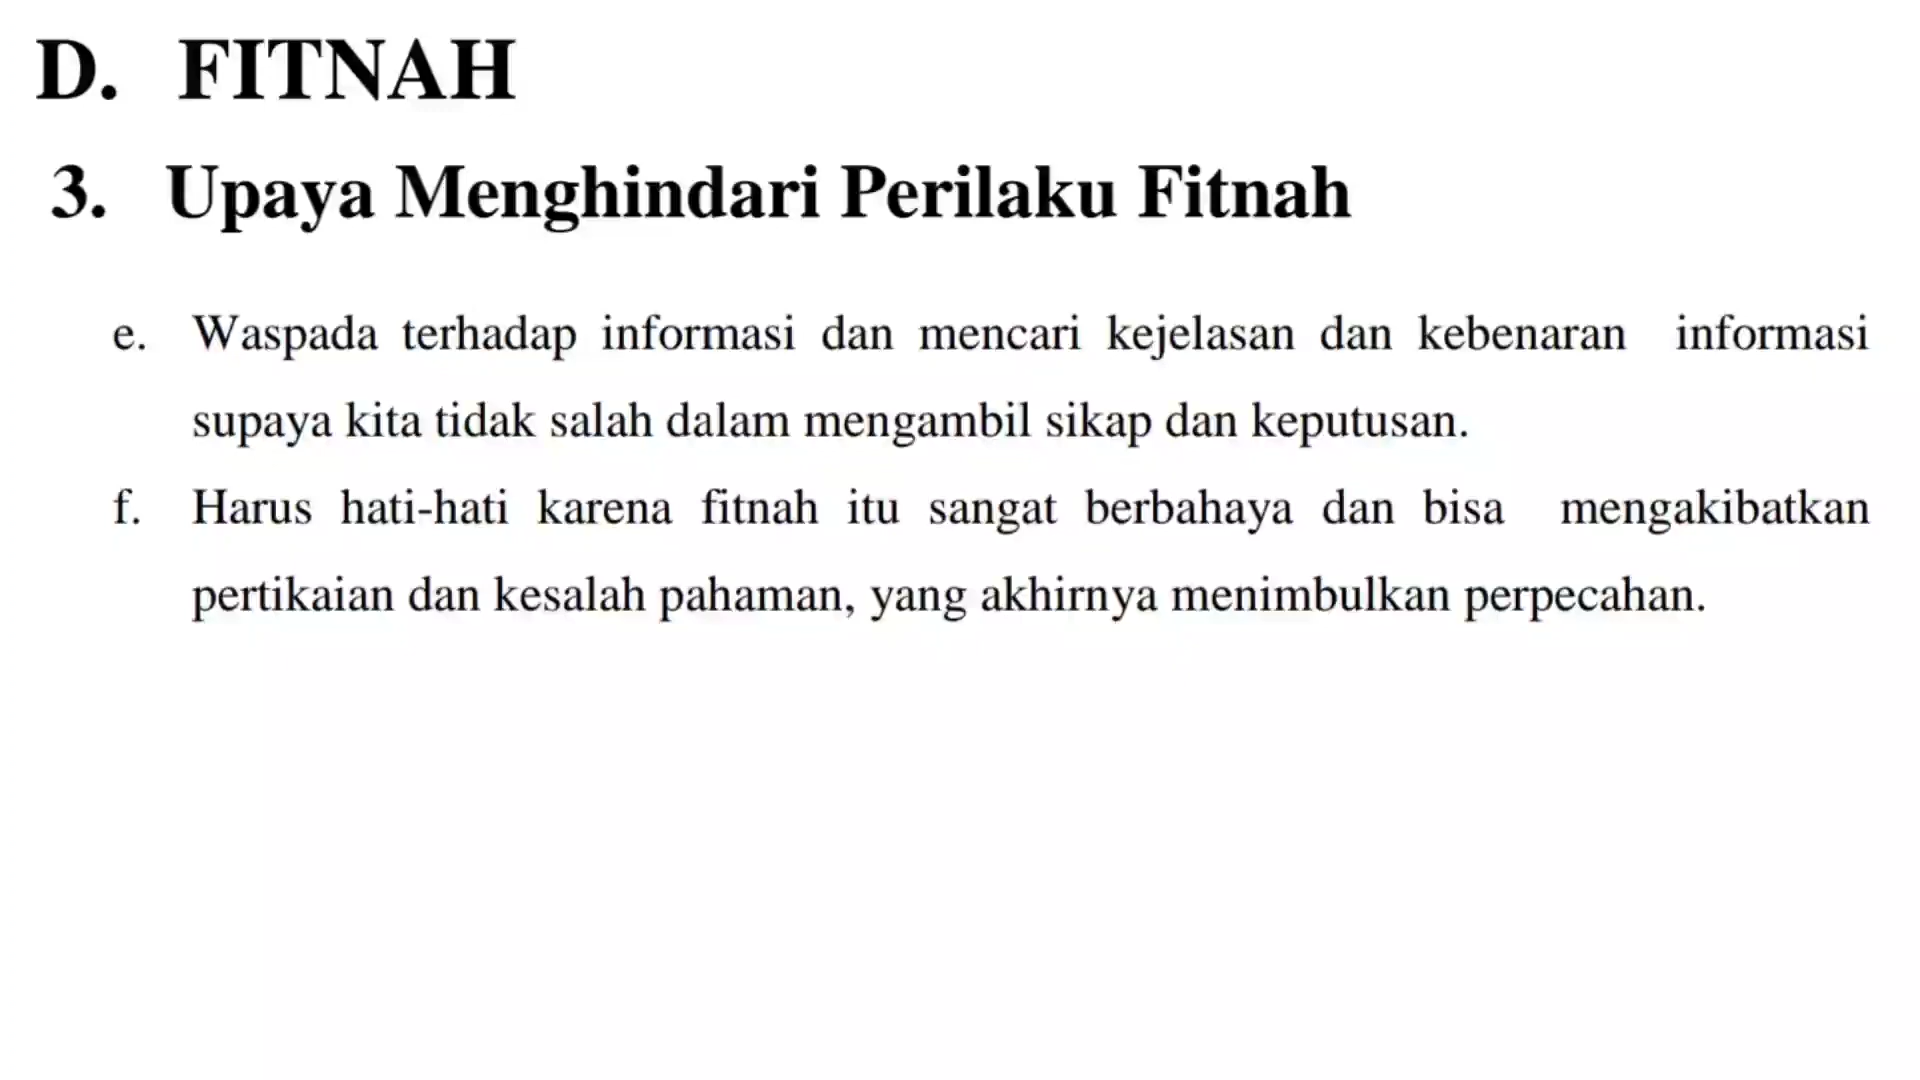 D. FITNAH
3. Upaya Menghindari Perilaku Fitnah
e. Waspada terhadap informasi dan mencari kejelasan dan kebenaran informasi
supaya kita tidak salah dalam mengambil sikap dan keputusan.
f. Harus hati-hati karena fitnah itu sangat berbahaya dan bisa mengakibatkan
pertikaian dan kesalah pahaman, yang akhirnya menimbulkan perpecahan.